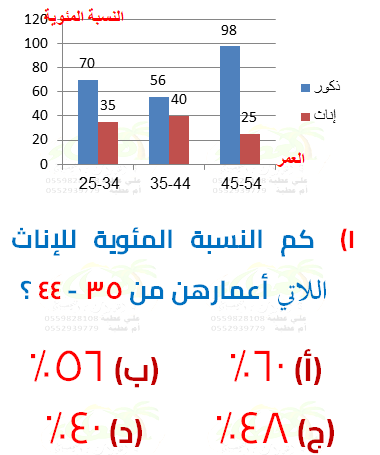 النسبة المئوية
120
100
80
60
40
20
0
70
35
56
40
98
25
ذكور
إناث
العمر
25-34
35-44
45-54
١) كم النسبة المئوية للإناث
اللاتي أعمارهن من ٣٥ - ٤٤ ؟
(أ) ٦٠٪ (ب) ٥٦٪
(ج) ٤٨٪ (د) ٤٠٪